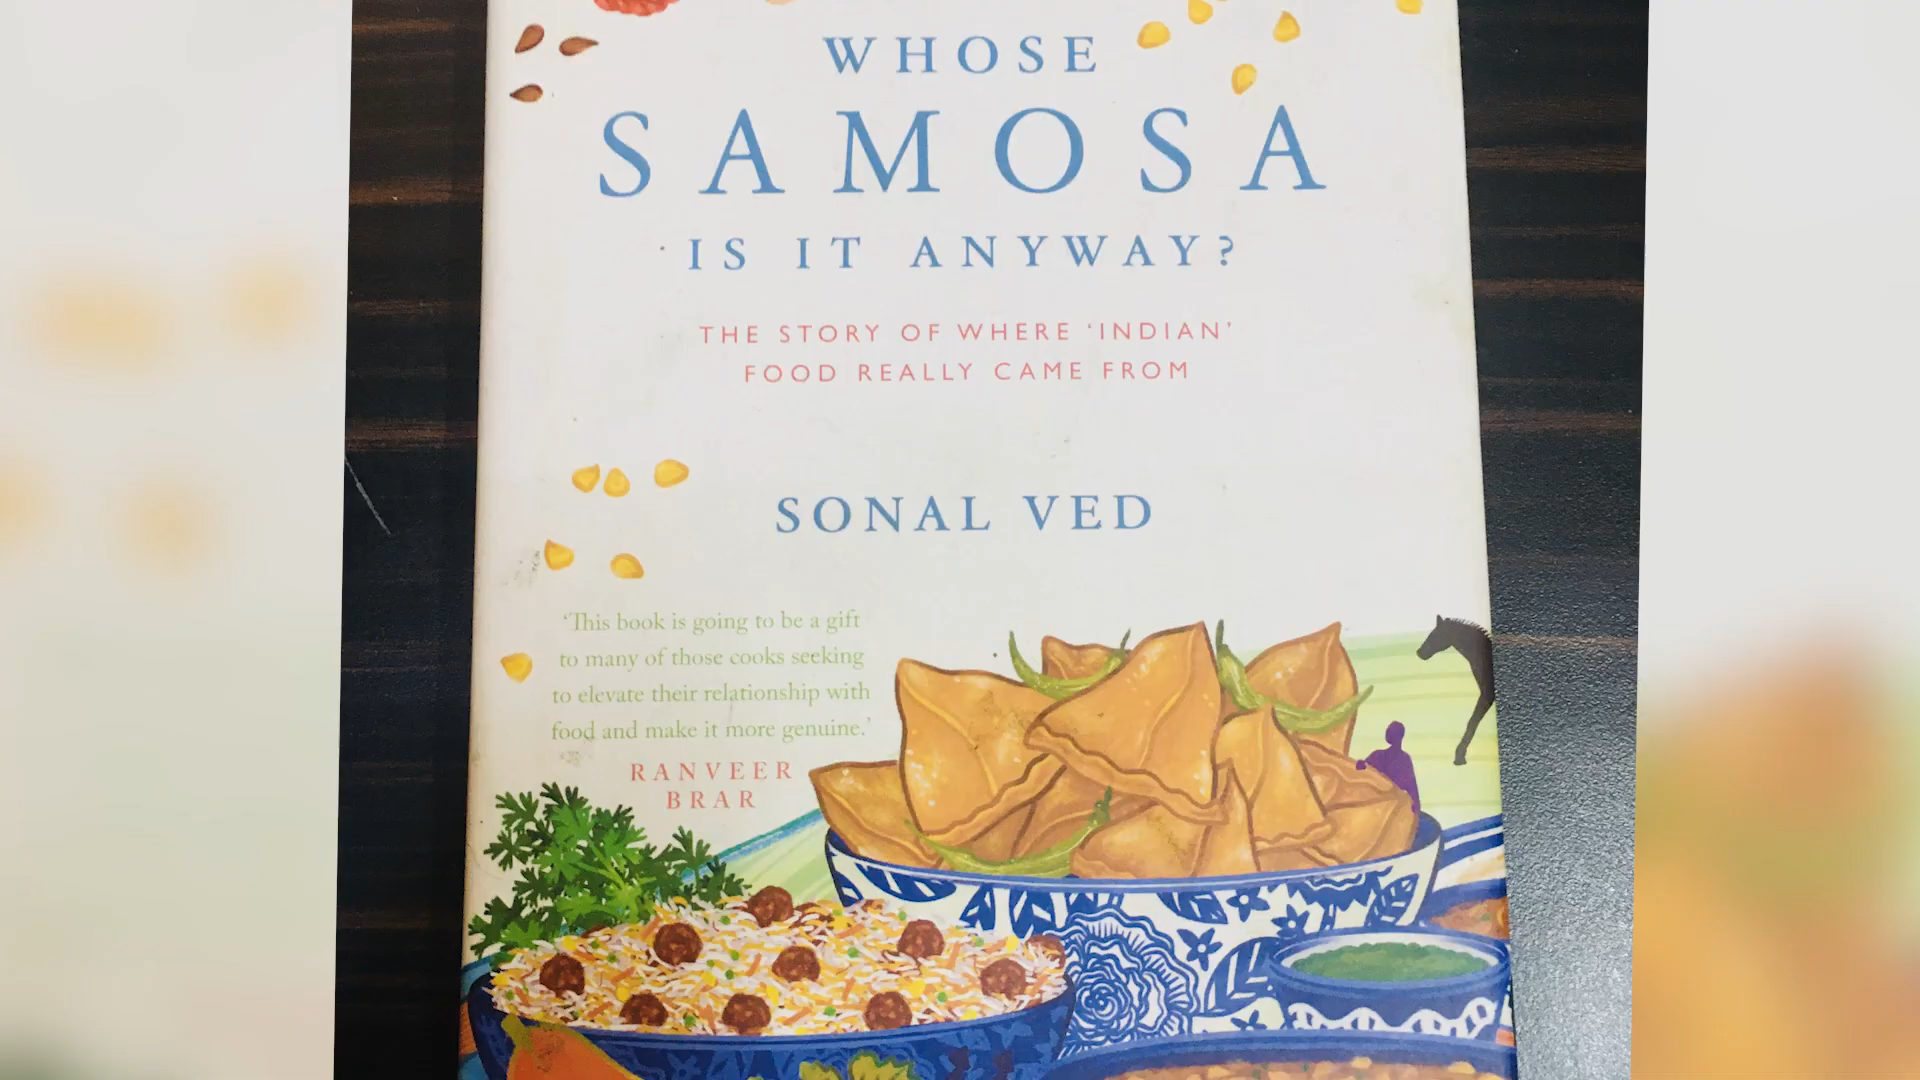 WHOSE
SAMOSA
IS IT ANYWAY?
THE STORY OF WHERE ‘INDIAN’
FOOD REALLY CAME FROM
SONAL VED
‘This book is going to be a gift
to many of those cooks seeking
to elevate their relationship with
food and make it more genuine.’
RANVEER
BRAR